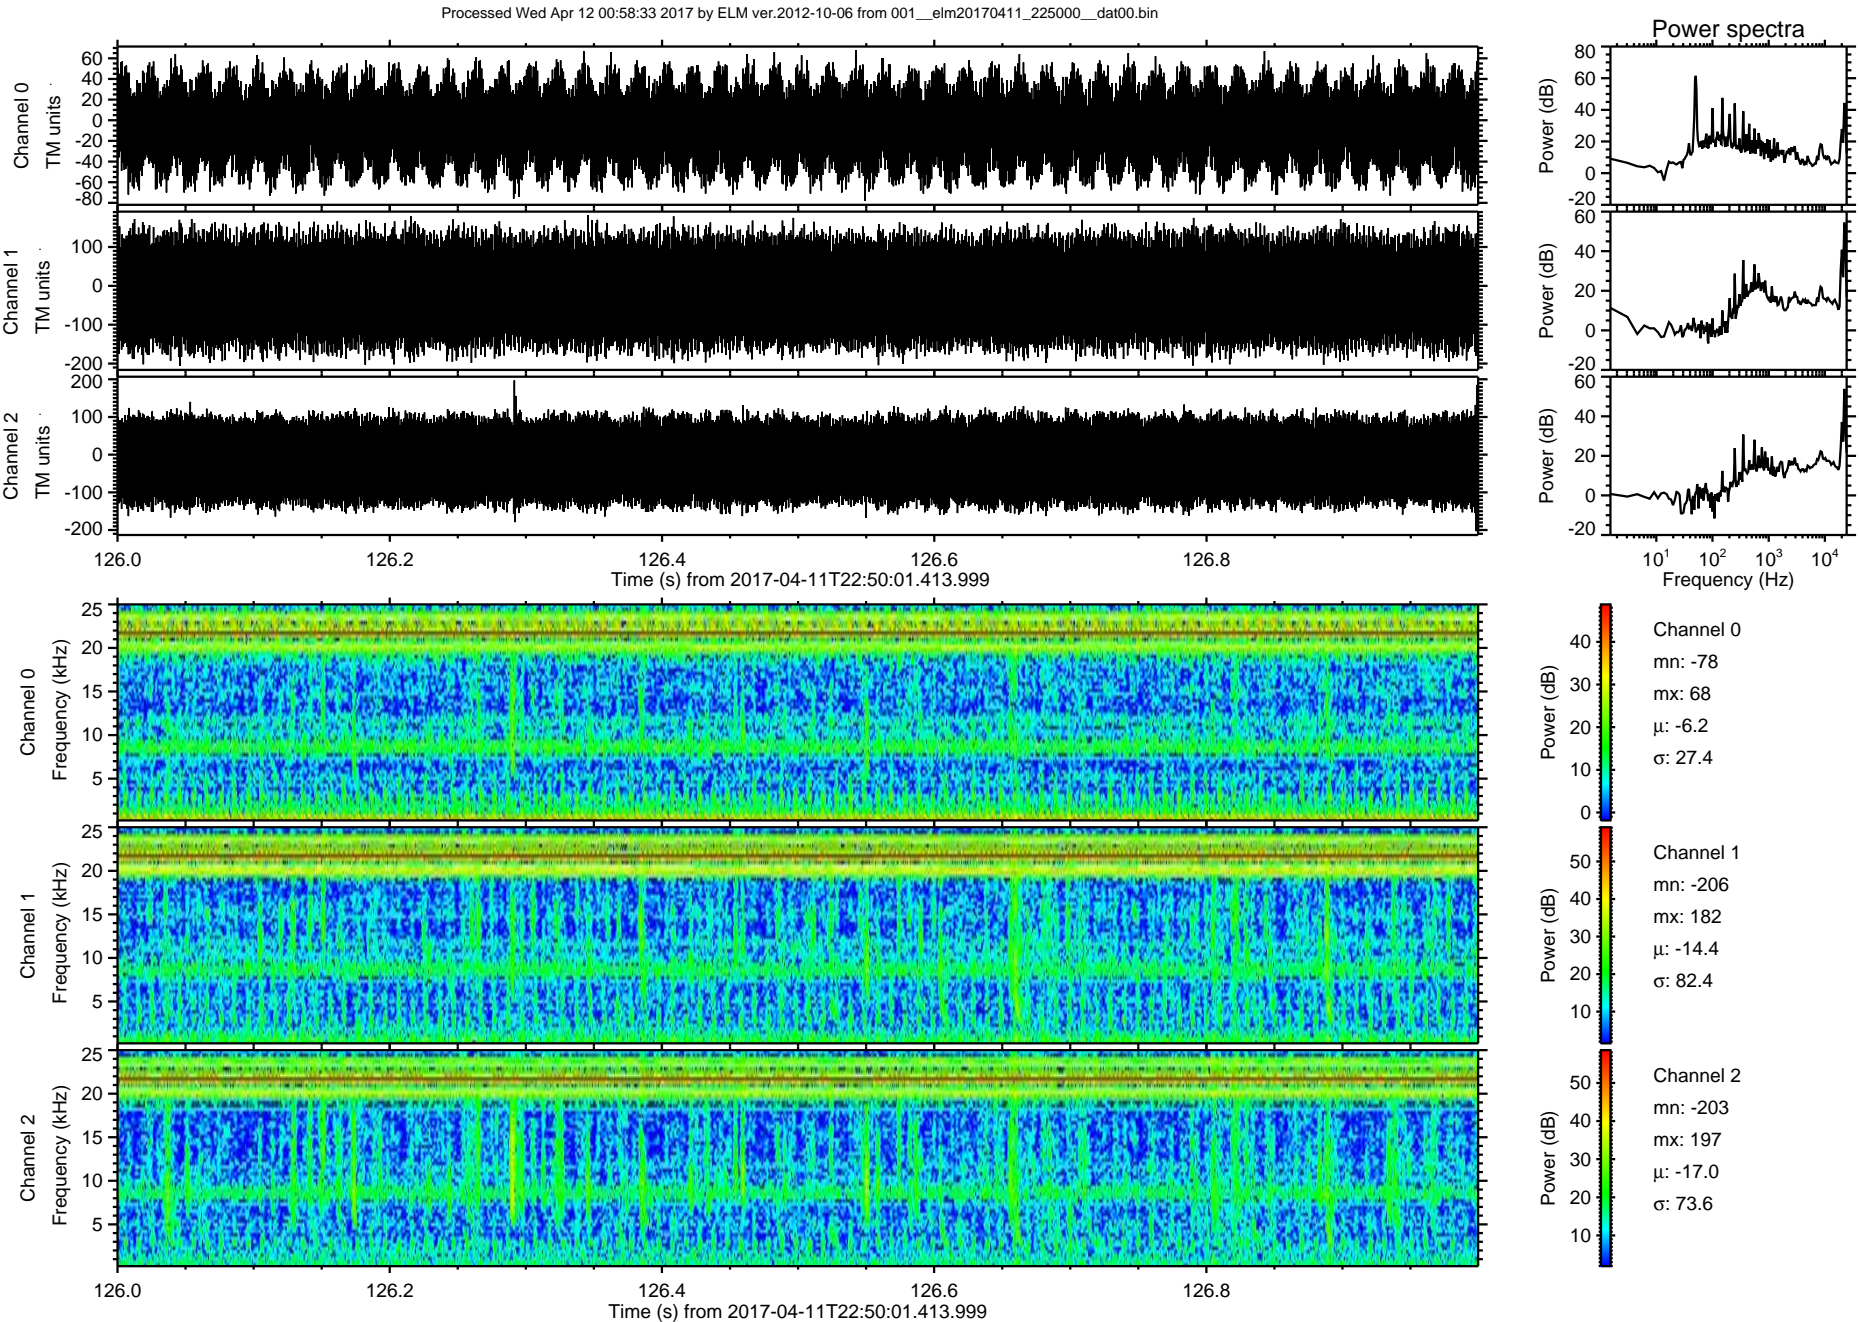 Processed Wed Apr 12 00:58:33 2017 by ELM ver.2012-10-06 from 001__elm20170411_225000__dat00.bin
Power spectra
Channel 0
TM units
60
40
20
0
-20
-40
-60
-80
Power (dB)
80
60
40
20
0
-20
Channel 1
TM units
100
0
-100
-200
Power (dB)
60
40
20
0
-20
Channel 2
TM units
200
100
0
-100
-200
Power (dB)
60
40
20
0
-20
126.0 126.2 126.4 126.6 126.8
Time (s) from 2017-04-11T22:50:01.413.999
10^1 10^2 10^3 10^4
Frequency (Hz)
Channel 0
Frequency (kHz)
25
20
15
10
5
Power (dB)
40
30
20
10
0
Channel 0
mn: -78
mx: 68
μ: -6.2
σ: 27.4
Channel 1
Frequency (kHz)
25
20
15
10
5
Power (dB)
50
40
30
20
10
Channel 1
mn: -206
mx: 182
μ: -14.4
σ: 82.4
Channel 2
Frequency (kHz)
25
20
15
10
5
Power (dB)
50
40
30
20
10
Channel 2
mn: -203
mx: 197
μ: -17.0
σ: 73.6
126.0 126.2 126.4 126.6 126.8
Time (s) from 2017-04-11T22:50:01.413.999